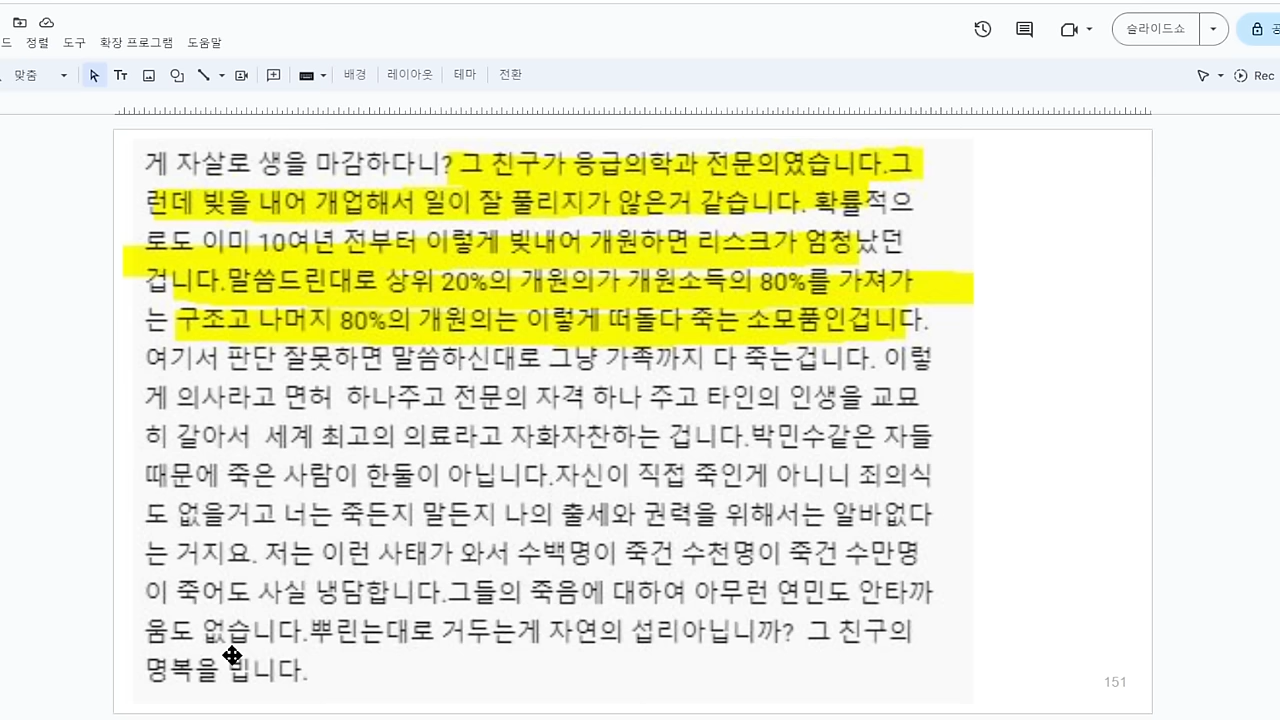 드 정렬 도구 확장 프로그램 도움말
슬라이드쇼
맞춤
배경 레이아웃 테마 전환
Rec
게 자살로 생을 마감하다니? 그 친구가 응급의학과 전문의였습니다.그
런데 빚을 내어 개업해서 일이 잘 풀리지가 않은거 같습니다. 확률적으
로도 이미 10여년 전부터 이렇게 빚내어 개원하면 리스크가 엄청났던
겁니다.말씀드린대로 상위 20%의 개원의가 개원소득의 80%를 가져가
는 구조고 나머지 80%의 개원의는 이렇게 떠돌다 죽는 소모품인겁니다.
여기서 판단 잘못하면 말씀하신대로 그냥 가족까지 다 죽는겁니다. 이렇
게 의사라고 면허 하나주고 전문의 자격 하나 주고 타인의 인생을 교묘
히 갈아서 세계 최고의 의료라고 자화자찬하는 겁니다.박민수같은 자들
때문에 죽은 사람이 한둘이 아닙니다.자신이 직접 죽인게 아니니 죄의식
도 없을거고 너는 죽든지 말든지 나의 출세와 권력을 위해서는 알바없다
는 거지요. 저는 이런 사태가 와서 수백명이 죽건 수천명이 죽건 수만명
이 죽어도 사실 냉담합니다.그들의 죽음에 대하여 아무런 연민도 안타까
움도 없습니다.뿌린는대로 거두는게 자연의 섭리아닙니까? 그 친구의
명복을 빕니다.
151